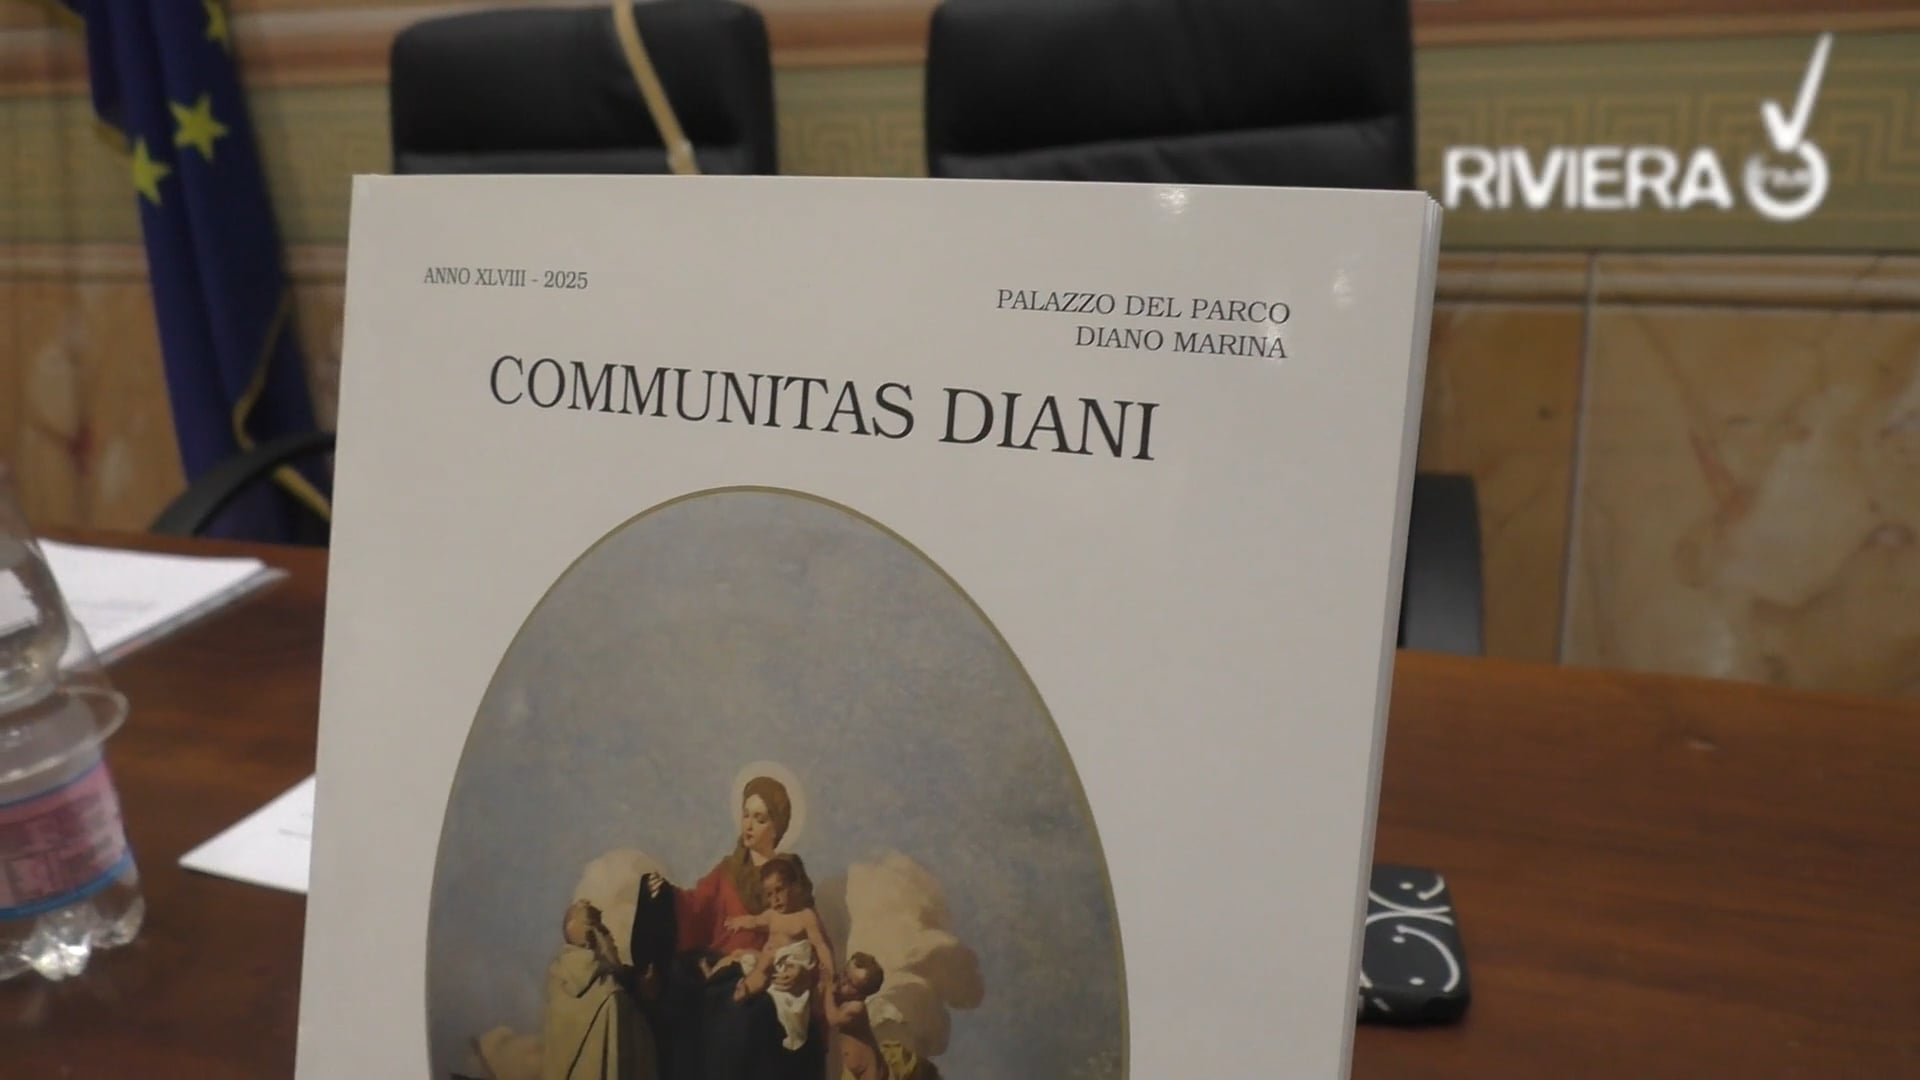 RIVIERA
ANNO XLVIII - 2025
PALAZZO DEL PARCO
DIANO MARINA
COMMUNITAS DIANI